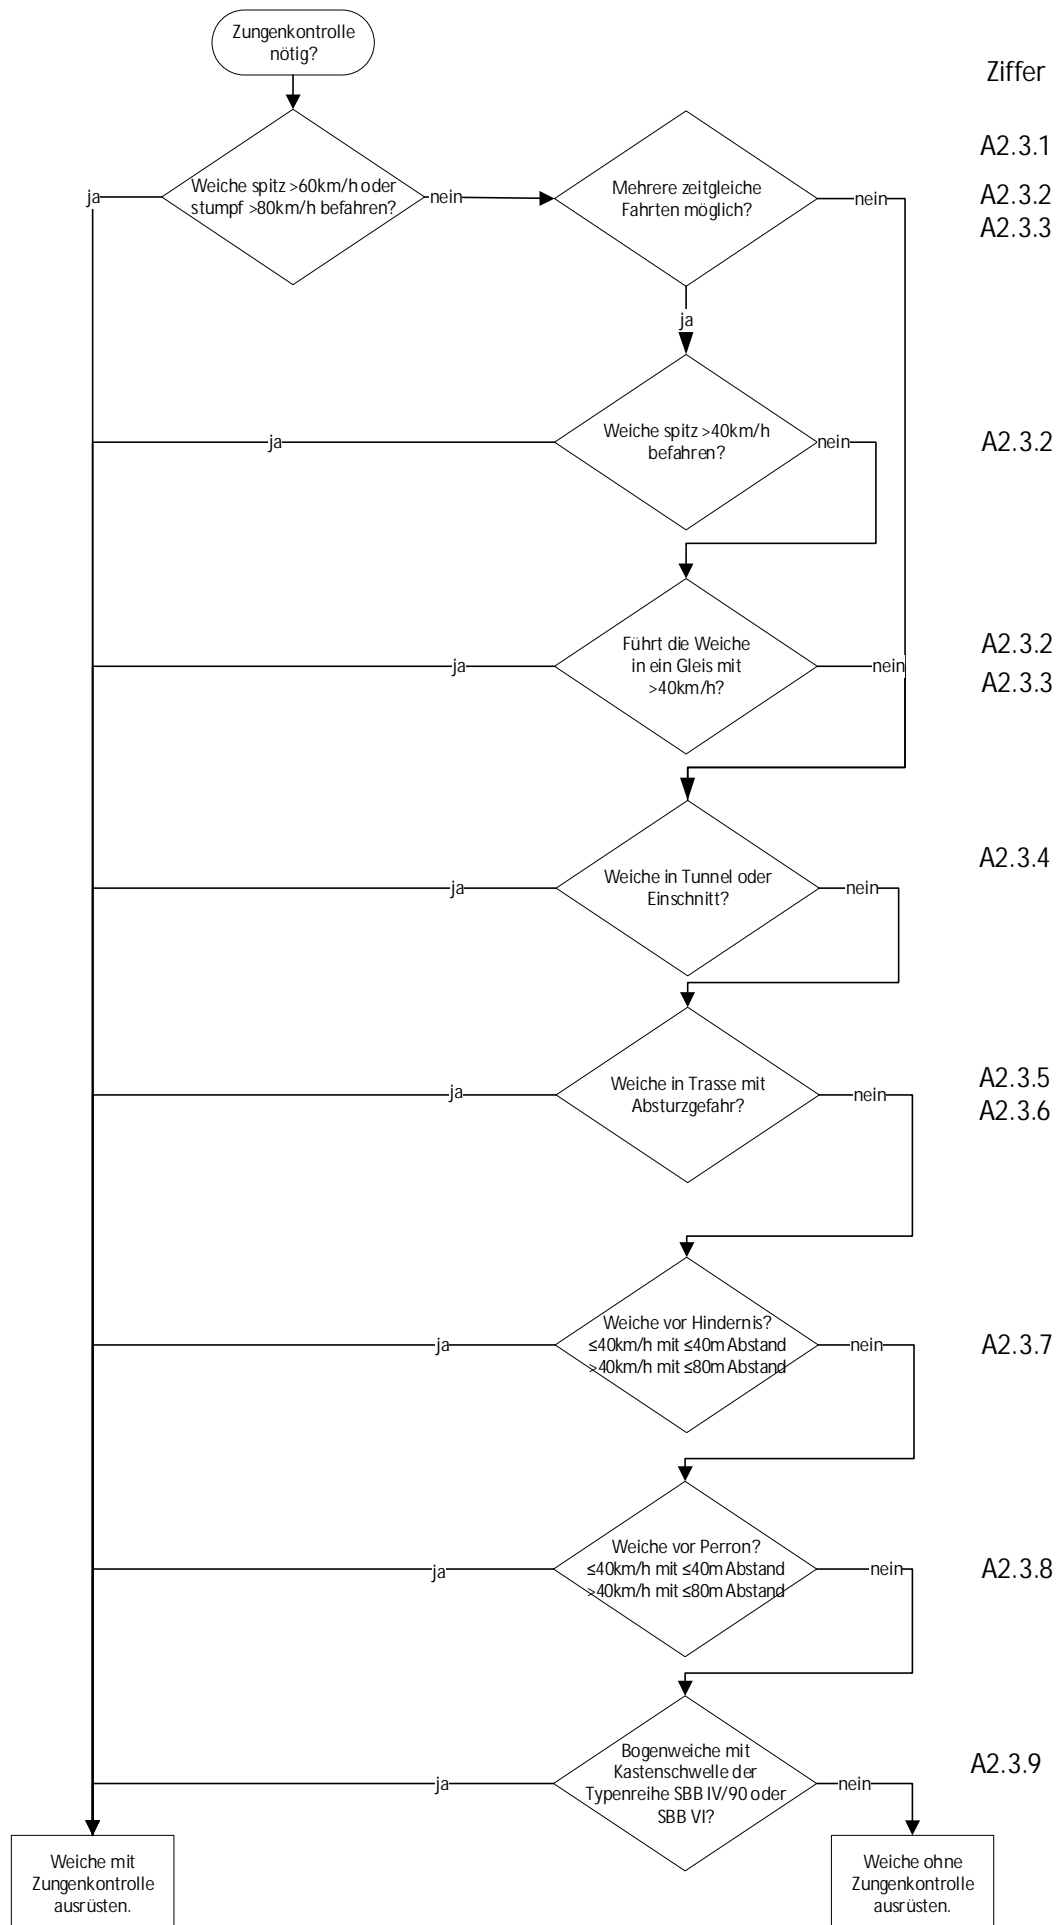 Zungenkontrolle
nötig?
Ziffer
A2.3.1
Weiche spitz >60km/h oder
stumpf >80km/h befahren?
ja
nein
Mehrere zeitgleiche
Fahrten möglich?
nein
A2.3.2
A2.3.3
ja
Weiche spitz >40km/h
befahren?
ja
nein
A2.3.2
Führt die Weiche
in ein Gleis mit
>40km/h?
ja
nein
A2.3.2
A2.3.3
Weiche in Tunnel oder
Einschnitt?
ja
nein
A2.3.4
Weiche in Trasse mit
Absturzgefahr?
ja
nein
A2.3.5
A2.3.6
Weiche vor Hindernis?
≤40km/h mit ≤40m Abstand
>40km/h mit ≤80m Abstand
ja
nein
A2.3.7
Weiche vor Perron?
≤40km/h mit ≤40m Abstand
>40km/h mit ≤80m Abstand
ja
nein
A2.3.8
Bogenweiche mit
Kastenschwelle der
Typenreihe SBB IV/90 oder
SBB VI?
ja
nein
A2.3.9
Weiche mit
Zungenkontrolle
ausrüsten.
Weiche ohne
Zungenkontrolle
ausrüsten.